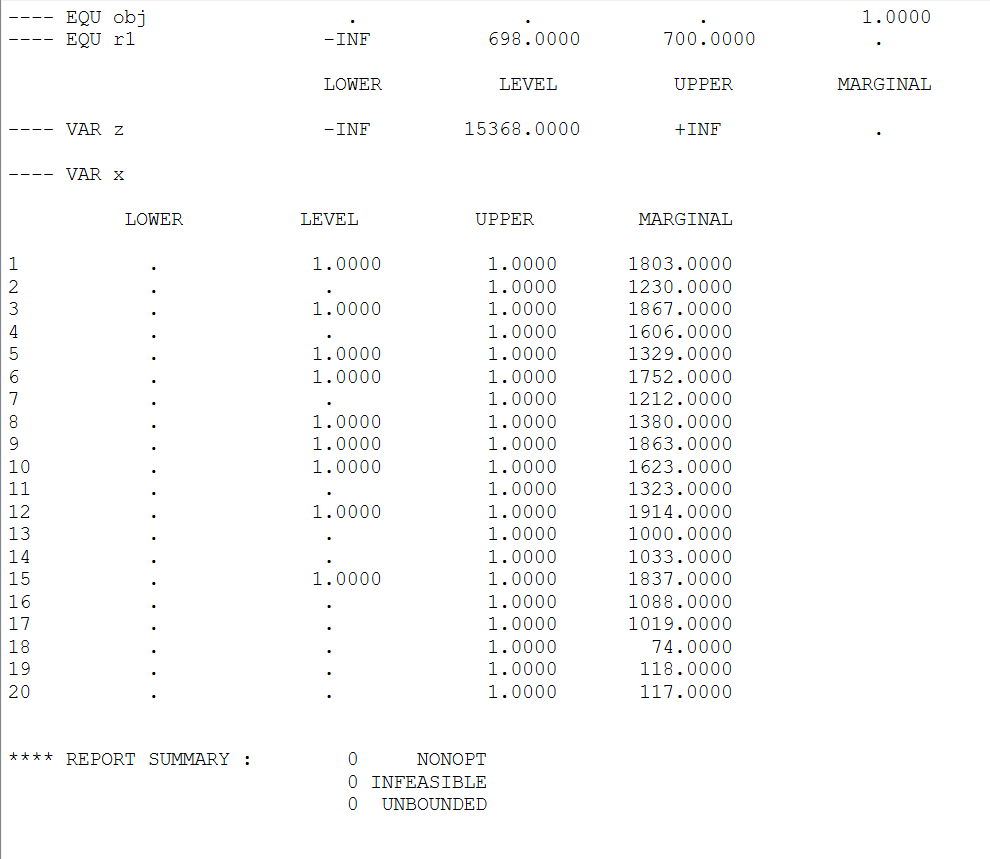 ---- EQU obj . . . 1.0000
---- EQU r1 -INF 698.0000 700.0000 .
LOWER LEVEL UPPER MARGINAL
---- VAR z -INF 15368.0000 +INF .
---- VAR x
LOWER LEVEL UPPER MARGINAL
1 . 1.0000 1.0000 1803.0000
2 . . 1.0000 1230.0000
3 . 1.0000 1.0000 1867.0000
4 . . 1.0000 1606.0000
5 . 1.0000 1.0000 1329.0000
6 . 1.0000 1.0000 1752.0000
7 . . 1.0000 1212.0000
8 . 1.0000 1.0000 1380.0000
9 . 1.0000 1.0000 1863.0000
10 . 1.0000 1.0000 1623.0000
11 . . 1.0000 1323.0000
12 . 1.0000 1.0000 1914.0000
13 . . 1.0000 1000.0000
14 . . 1.0000 1033.0000
15 . 1.0000 1.0000 1837.0000
16 . . 1.0000 1088.0000
17 . . 1.0000 1019.0000
18 . . 1.0000 74.0000
19 . . 1.0000 118.0000
20 . . 1.0000 117.0000
**** REPORT SUMMARY : 0 NONOPT
0 INFEASIBLE
0 UNBOUNDED